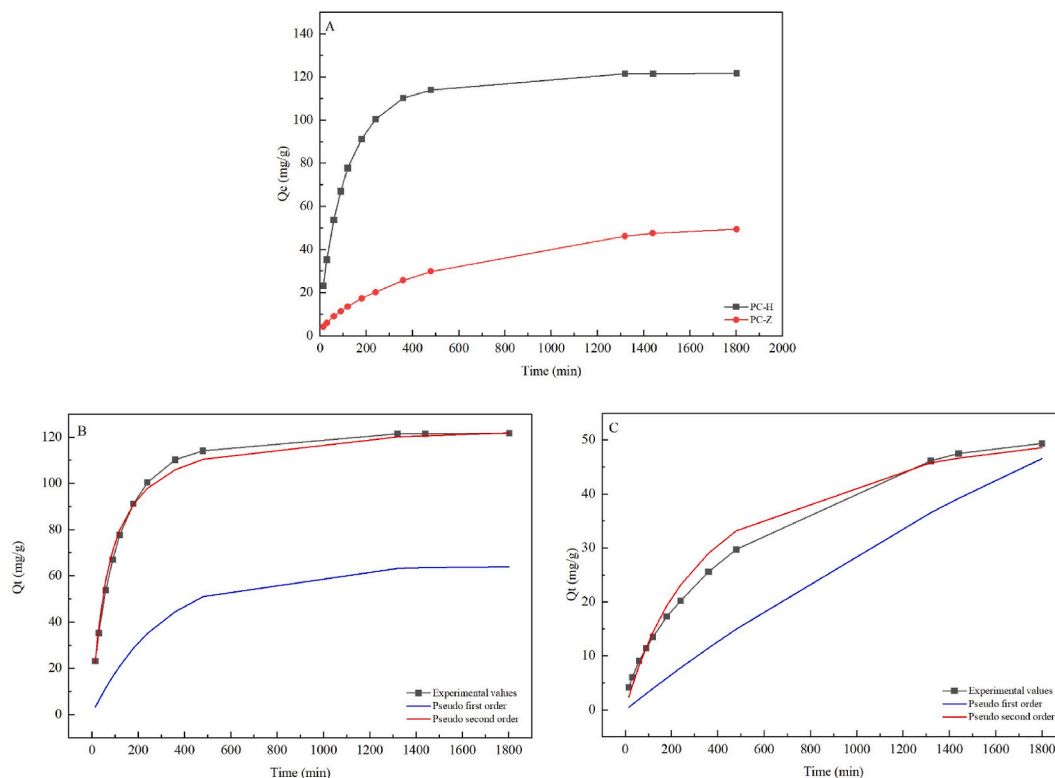 A
140
120
100
80
60
40
20
0
Qe (mg/g)
PC-H
PC-Z
0 200 400 600 800 1000 1200 1400 1600 1800 2000
Time (min)
B
120
100
80
60
40
20
0
Qt (mg/g)
Experimental values
Pseudo first order
Pseudo second order
0 200 400 600 800 1000 1200 1400 1600 1800
Time (min)
C
50
40
30
20
10
0
Qt (mg/g)
Experimental values
Pseudo first order
Pseudo second order
0 200 400 600 800 1000 1200 1400 1600 1800
Time (min)